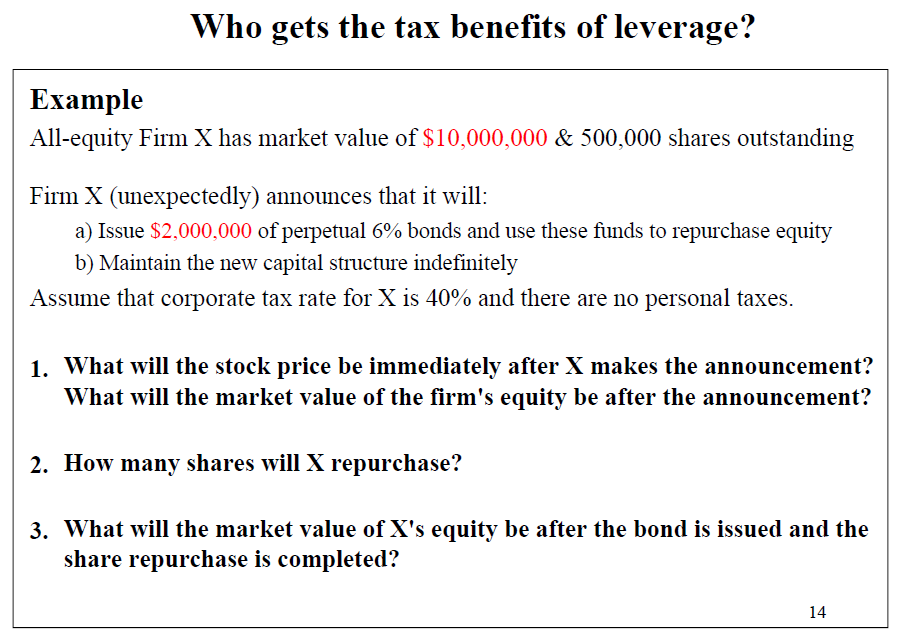 Who gets the tax benefits of leverage?
Example
All-equity Firm X has market value of $10,000,000 & 500,000 shares outstanding
Firm X (unexpectedly) announces that it will:
a) Issue $2,000,000 of perpetual 6% bonds and use these funds to repurchase equity
b) Maintain the new capital structure indefinitely
Assume that corporate tax rate for X is 40% and there are no personal taxes.
1. What will the stock price be immediately after X makes the announcement?
What will the market value of the firm's equity be after the announcement?
2. How many shares will X repurchase?
3. What will the market value of X's equity be after the bond is issued and the
share repurchase is completed?
14